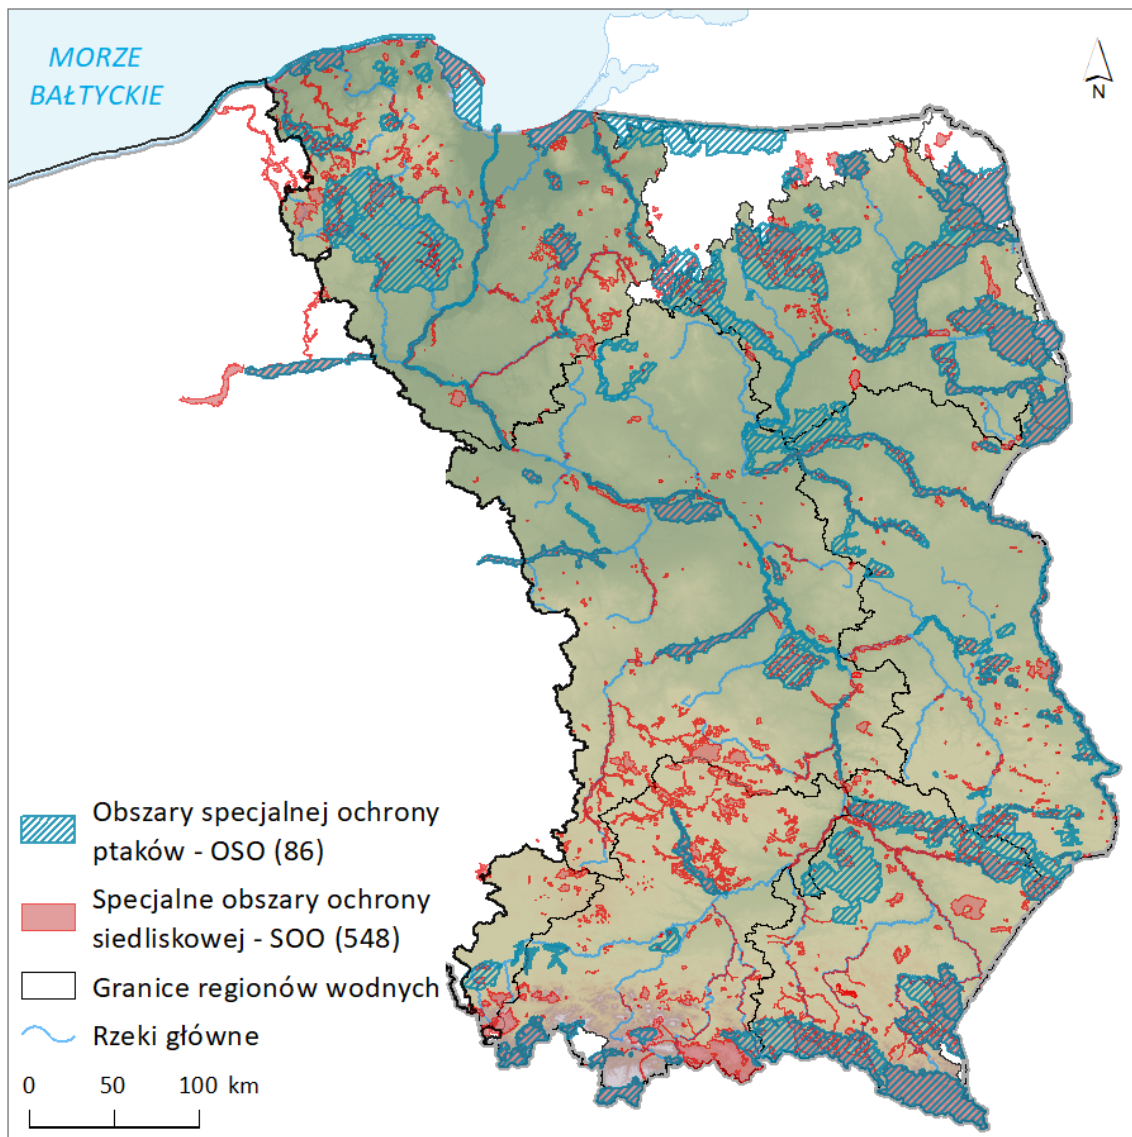 MORZE
BAŁTYCKIE
N
Obszary specjalnej ochrony
ptaków - OSO (86)
Specjalne obszary ochrony
siedliskowej - SOO (548)
Granice regionów wodnych
Rzeki główne
0 50 100 km